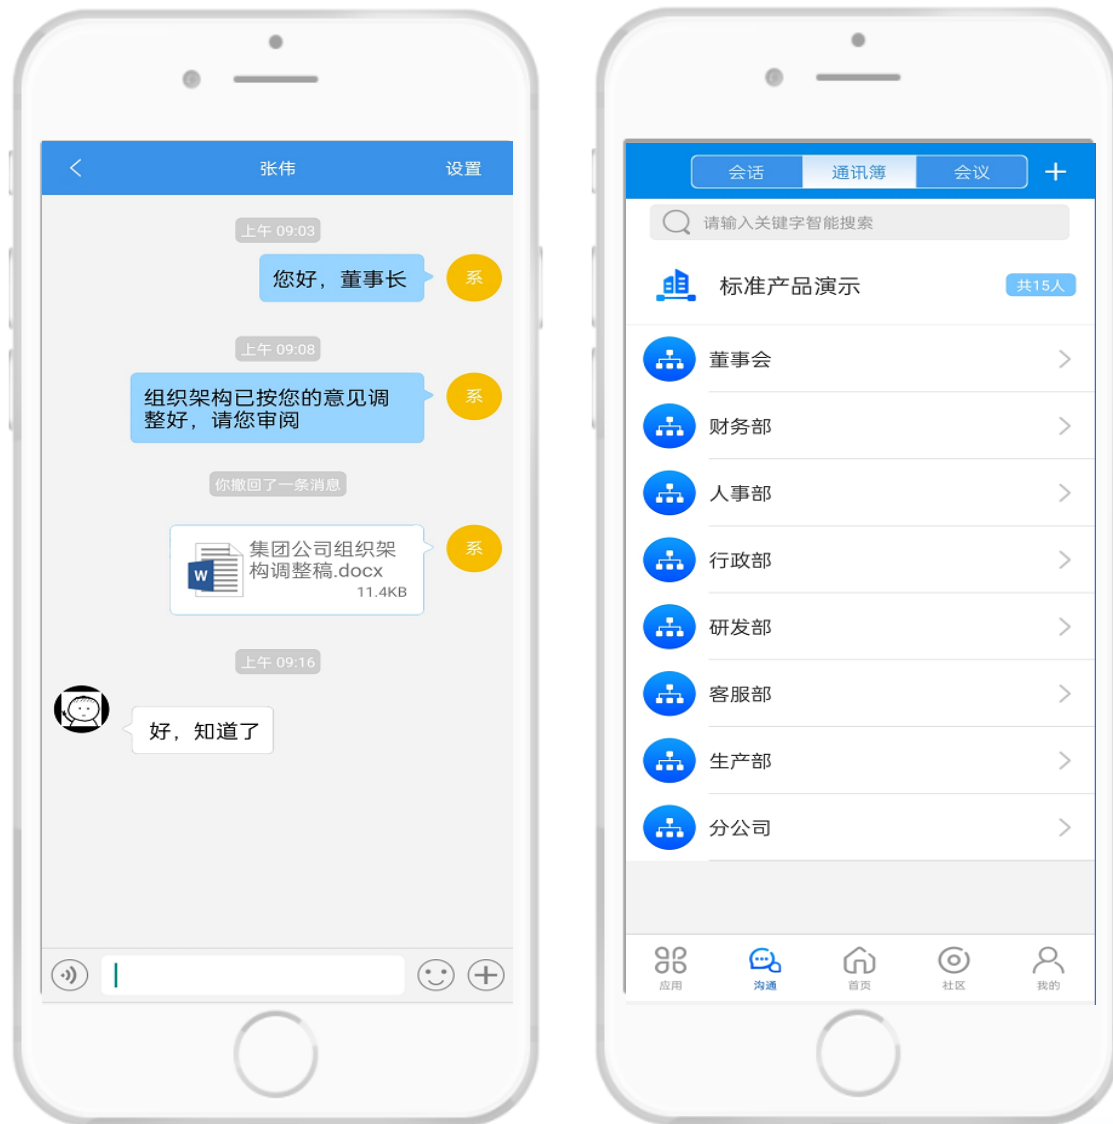 张伟
设置
上午 09:03
您好，董事长
系
上午 09:08
组织架构已按您的意见调
整好，请您审阅
系
你撤回了一条消息
集团公司组织架
构调整稿.docx
W
11.4KB
系
上午 09:16
好，知道了
会话
通讯簿
会议
请输入关键字智能搜索
标准产品演示
共15人
董事会
财务部
人事部
行政部
研发部
客服部
生产部
分公司
应用
沟通
首页
社区
我的